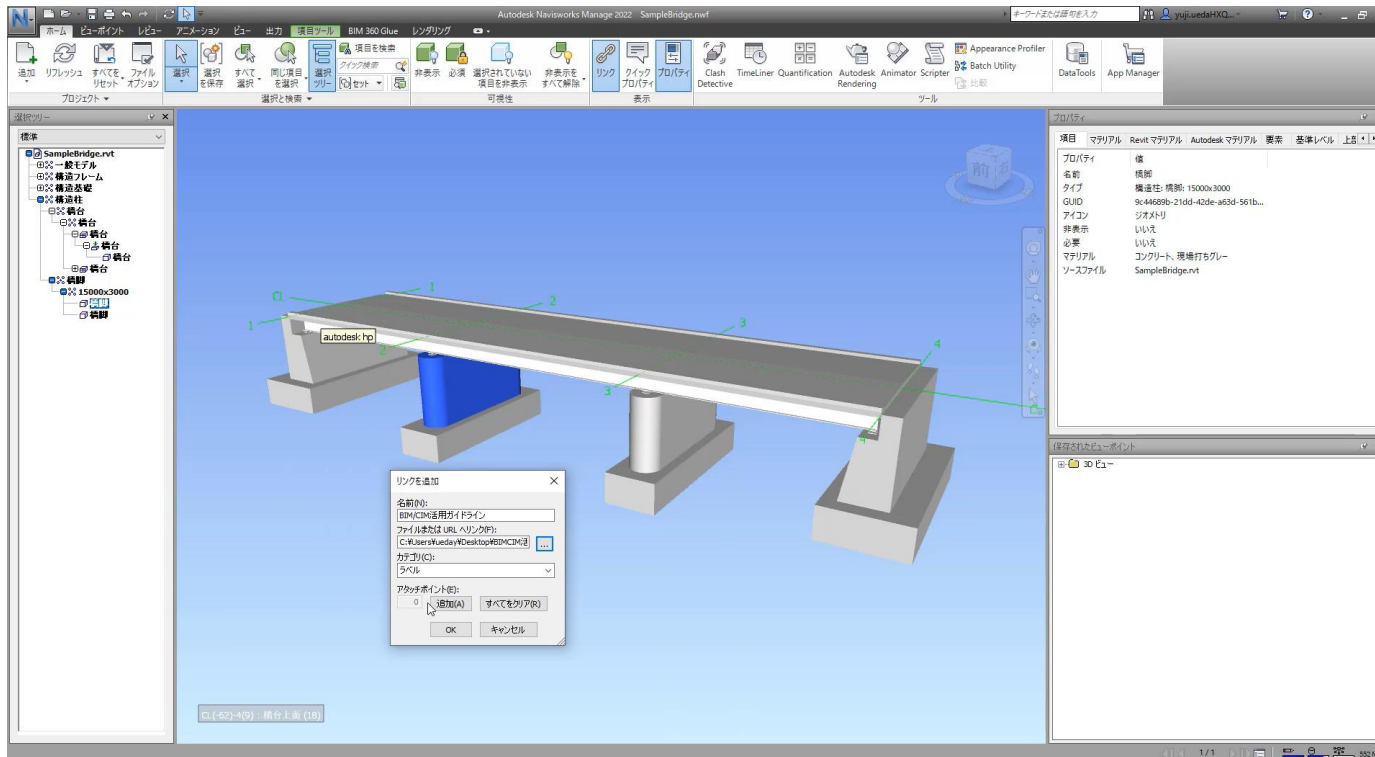 Autodesk Navisworks Manage 2022 SampleBridge.nwf
キーワードまたは語句を入力
yuji.uedaHXQ...
ホーム ビューポイント レビュー アニメーション ビュー 出力 項目ツール BIM 360 Glue レンダリング
追加
リフレッシュ
すべてをリセット
ファイルオプション
選択
選択を保存
すべて選択
同じ項目を選択
選択ツリー
項目を検索
クイック検索
セット
非表示
必須
選択されていない項目を非表示
非表示をすべて解除
リンク
クイックプロパティ
プロパティ
Clash Detective
TimeLiner
Quantification
Autodesk Rendering
Animator
Scripter
Appearance Profiler
Batch Utility
比較
DataTools
App Manager
プロジェクト
選択と検索
可視性
表示
ツール
選択ツリー
標準
SampleBridge.rvt
一般モデル
構造フレーム
構造基礎
構造柱
橋台
橋台
橋台
橋台
橋台
橋台
橋脚
15000x3000
橋脚
橋脚
CL
1
1
2
2
3
3
4
4
CL
autodesk hp
前
右
リンクを追加
名前(N):
BIM/CIM活用ガイドライン
ファイルまたは URL へリンク(F):
C:¥Users¥ueday¥Desktop¥BIMCIM活
...
カテゴリ(C):
ラベル
アタッチポイント(E):
0
追加(A)
すべてをクリア(R)
OK
キャンセル
CL(-62)-4(9) : 橋台上面 (18)
プロパティ
項目 マテリアル Revit マテリアル Autodesk マテリアル 要素 基準レベル 上部
プロパティ 値
名前 橋脚
タイプ 構造柱: 橋脚: 15000x3000
GUID 9c44689b-21dd-42de-a63d-561b...
アイコン ジオメトリ
非表示 いいえ
必要 いいえ
マテリアル コンクリート、現場打ちグレー
ソースファイル SampleBridge.rvt
保存されたビューポイント
3D ビュー
1/1